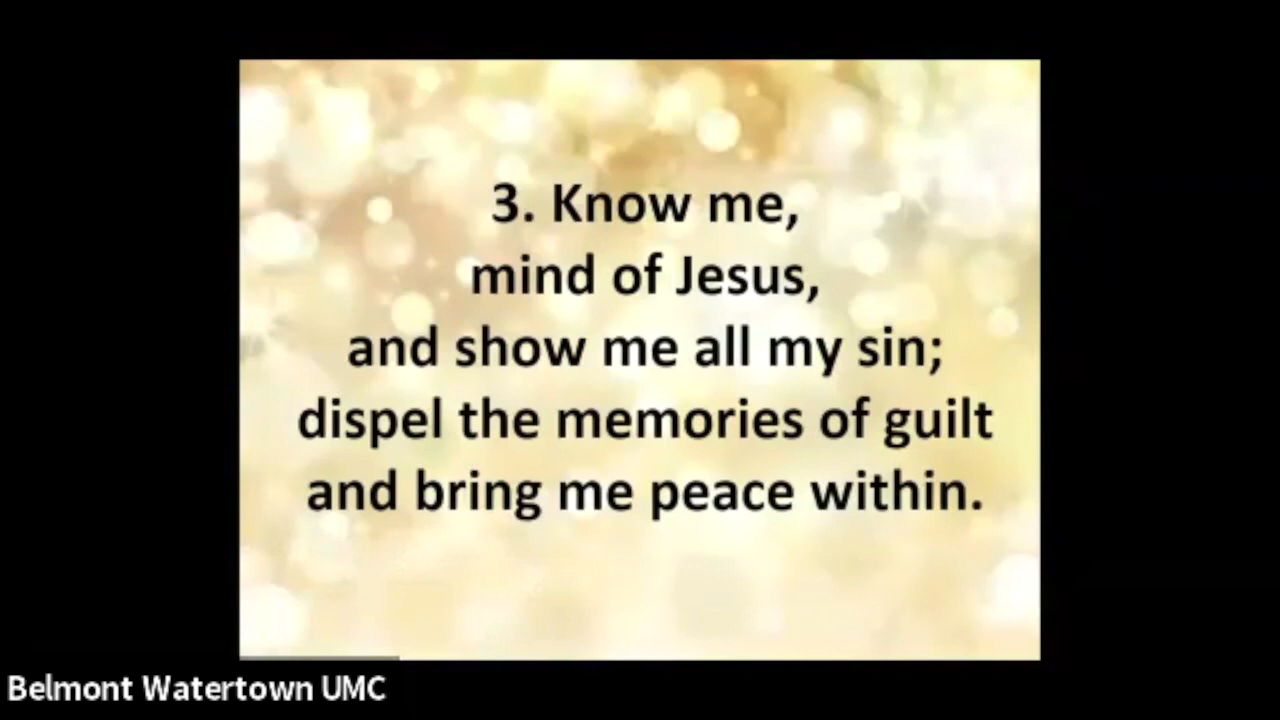 3. Know me,
mind of Jesus,
and show me all my sin;
dispel the memories of guilt
and bring me peace within.
Belmont Watertown UMC